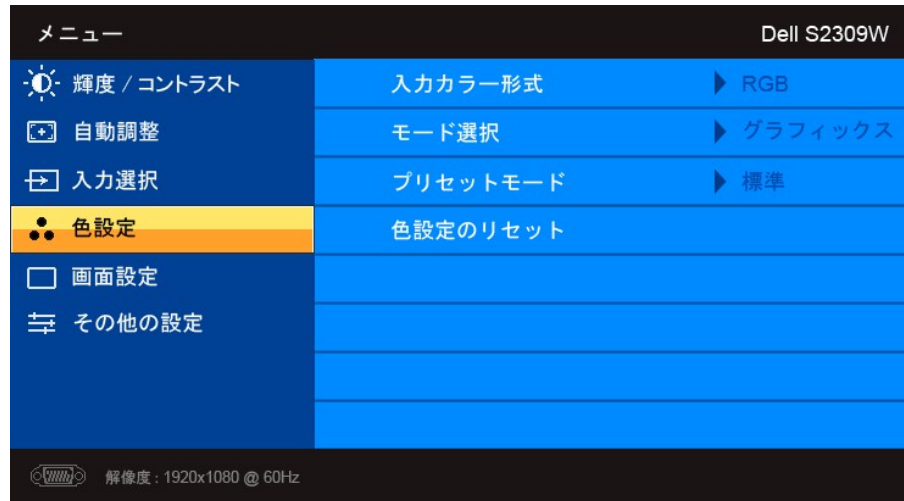 メニュー
Dell S2309W
輝度 / コントラスト
自動調整
入力選択
色設定
画面設定
その他の設定
入力カラー形式 RGB
モード選択 グラフィックス
プリセットモード 標準
色設定のリセット
解像度 : 1920x1080 @ 60Hz